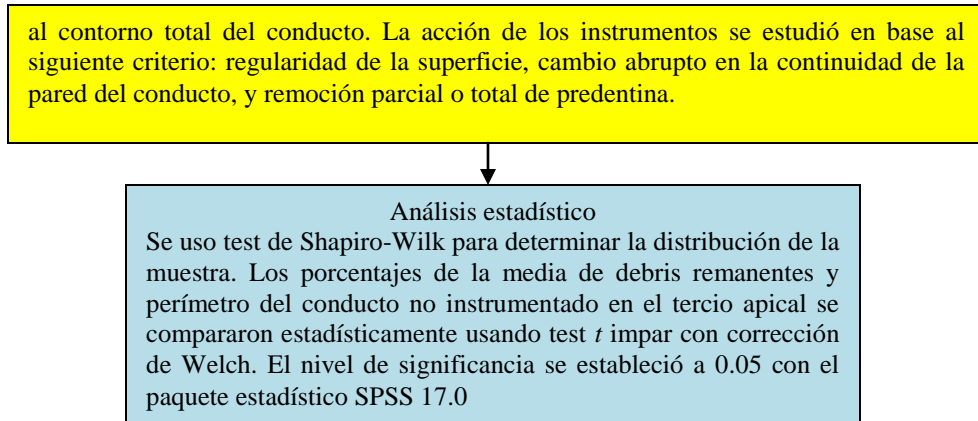 al contorno total del conducto. La acción de los instrumentos se estudió en base al
siguiente criterio: regularidad de la superficie, cambio abrupto en la continuidad de la
pared del conducto, y remoción parcial o total de predentina.
Análisis estadístico
Se uso test de Shapiro-Wilk para determinar la distribución de la
muestra. Los porcentajes de la media de debris remanentes y
perímetro del conducto no instrumentado en el tercio apical se
compararon estadísticamente usando test t impar con corrección
de Welch. El nivel de significancia se estableció a 0.05 con el
paquete estadístico SPSS 17.0